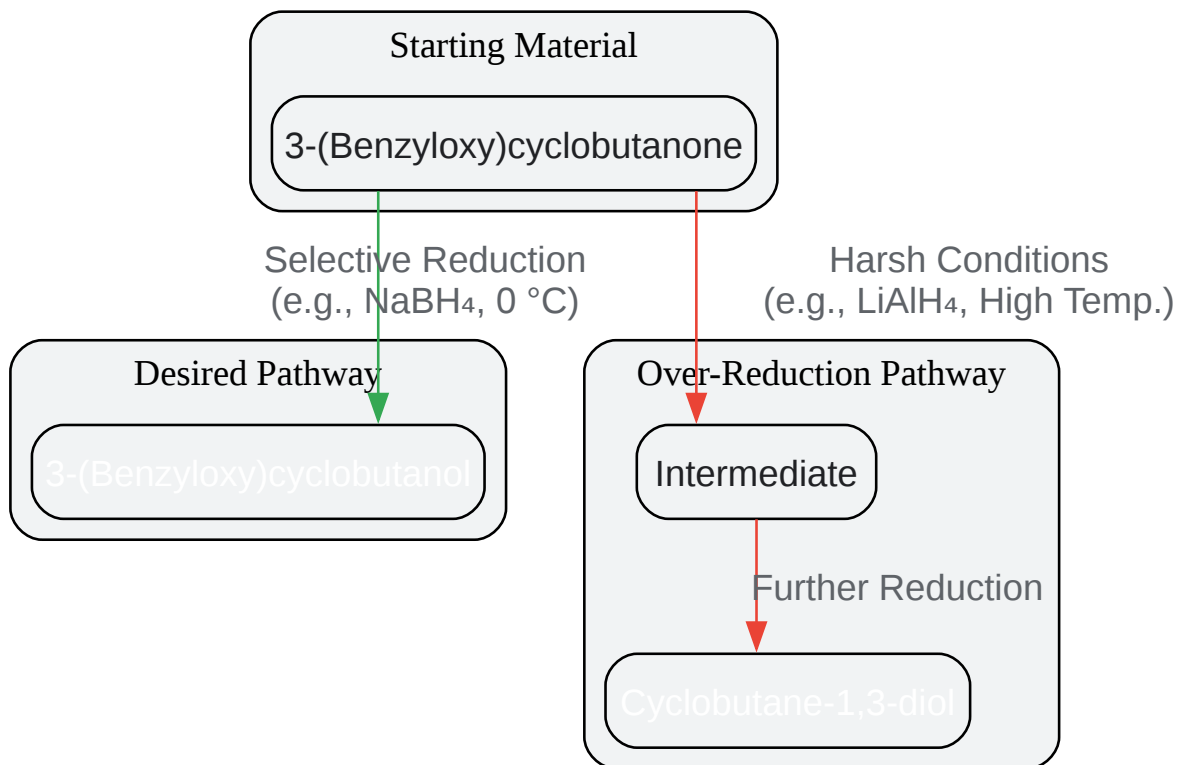 Starting Material
3-(Benzyloxy)cyclobutanone
Selective Reduction
(e.g., NaBH₄, 0 °C)
Harsh Conditions
(e.g., LiAlH₄, High Temp.)
Desired Pathway
3-(Benzyloxy)cyclobutanol
Over-Reduction Pathway
Intermediate
Further Reduction
Cyclobutane-1,3-diol